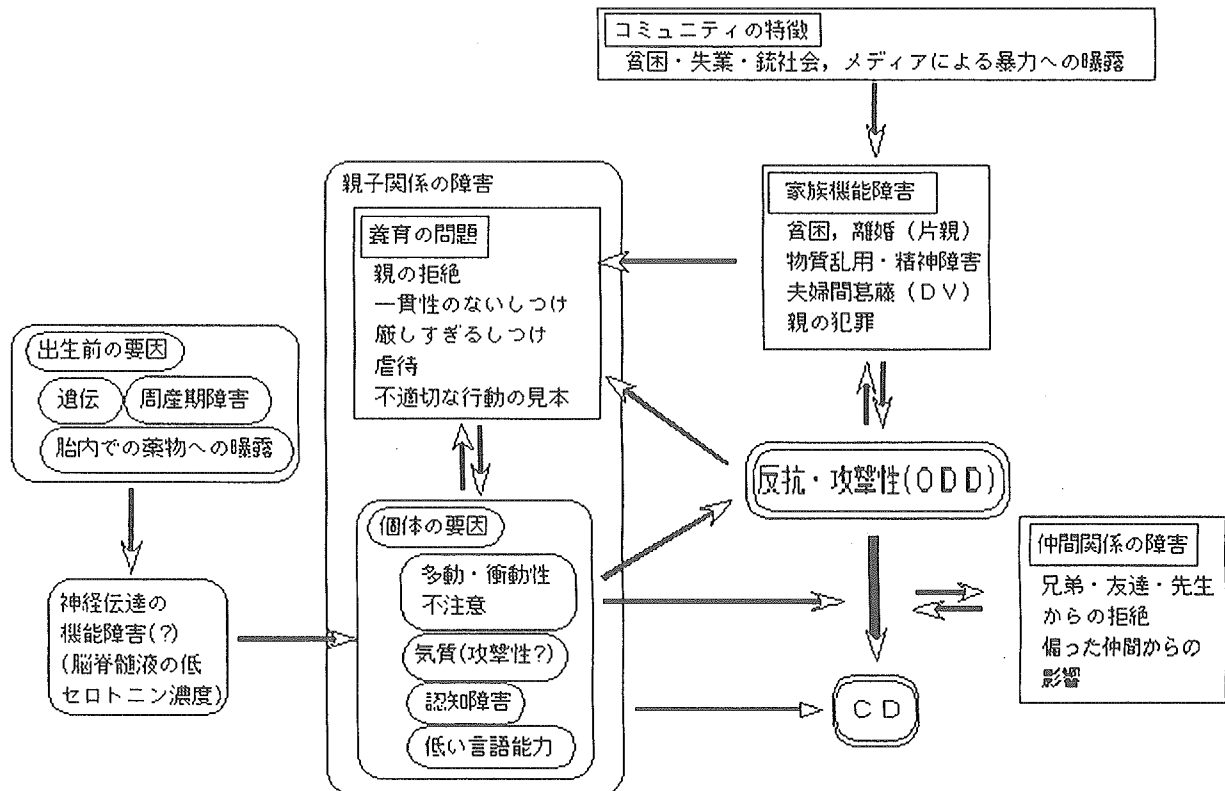 コミュニティの特徴
貧困・失業・銃社会，メディアによる暴力への曝露
家族機能障害
貧困，離婚（片親）
物質乱用・精神障害
夫婦間葛藤（ＤＶ）
親の犯罪
親子関係の障害
養育の問題
親の拒絶
一貫性のないしつけ
厳しすぎるしつけ
虐待
不適切な行動の見本
出生前の要因
遺伝
周産期障害
胎内での薬物への曝露
神経伝達の
機能障害(?)
(脳脊髄液の低
セロトニン濃度)
個体の要因
多動・衝動性
不注意
気質(攻撃性?)
認知障害
低い言語能力
反抗・攻撃性(ＯＤＤ)
仲間関係の障害
兄弟・友達・先生
からの拒絶
偏った仲間からの
影響
ＣＤ